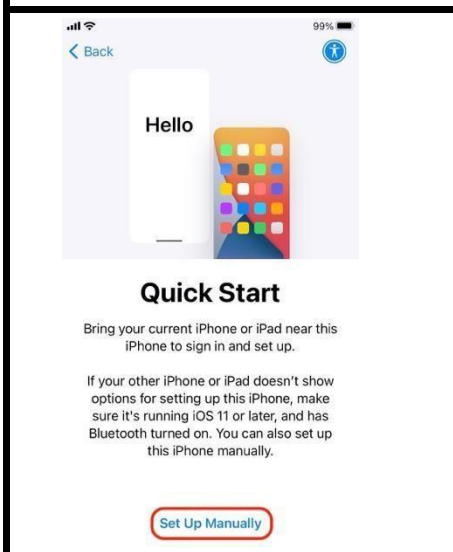 99%
Back
Hello
Quick Start
Bring your current iPhone or iPad near this
iPhone to sign in and set up.
If your other iPhone or iPad doesn't show
options for setting up this iPhone, make
sure it's running iOS 11 or later, and has
Bluetooth turned on. You can also set up
this iPhone manually.
Set Up Manually